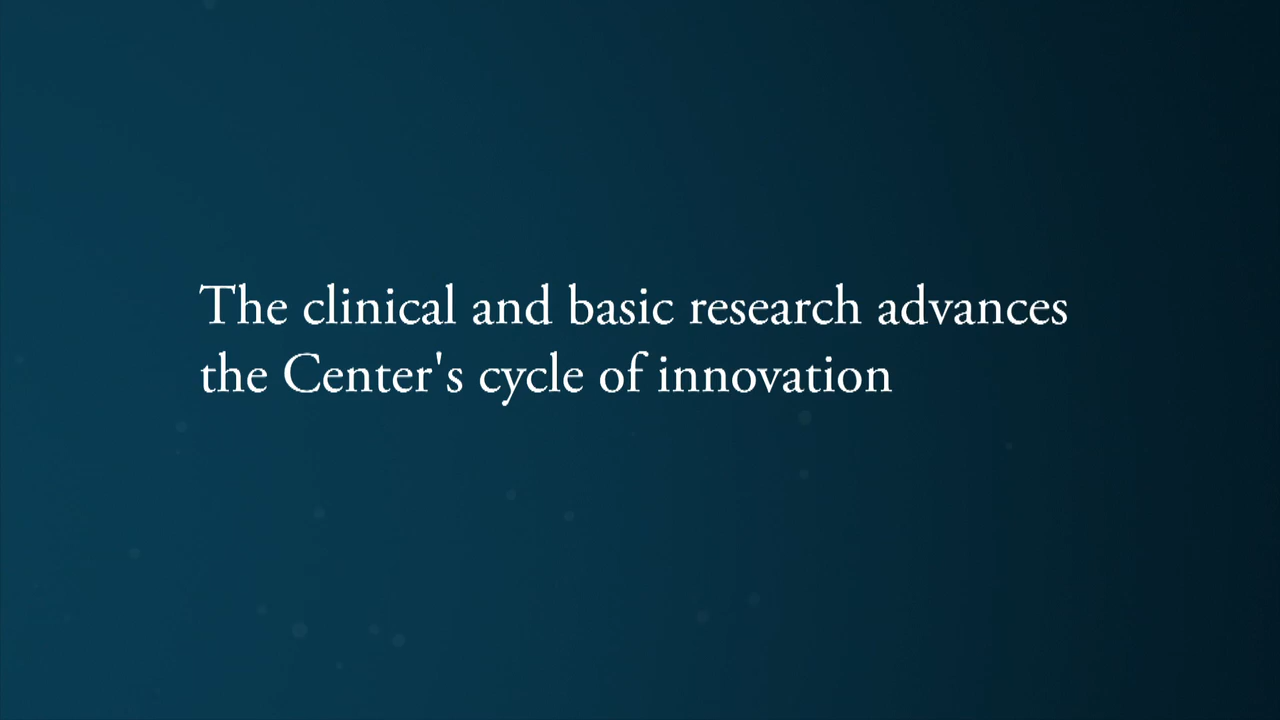 The clinical and basic research advances
the Center's cycle of innovation